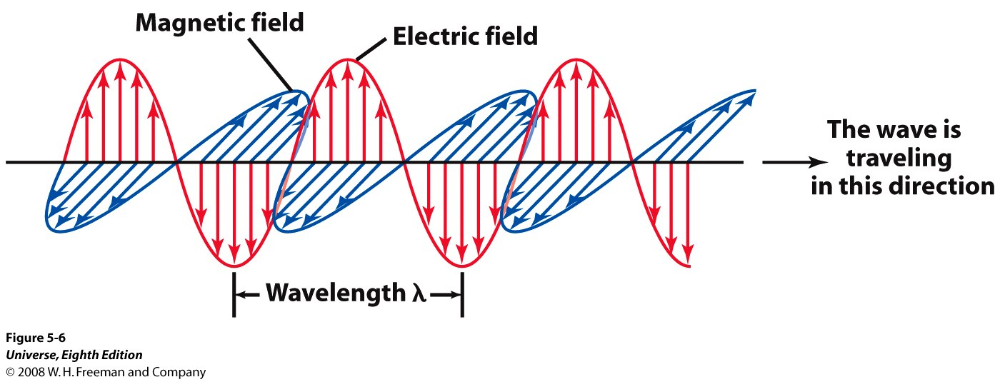 Magnetic field
Electric field
The wave is
traveling
in this direction
Wavelength λ
Figure 5-6
Universe, Eighth Edition
© 2008 W. H. Freeman and Company